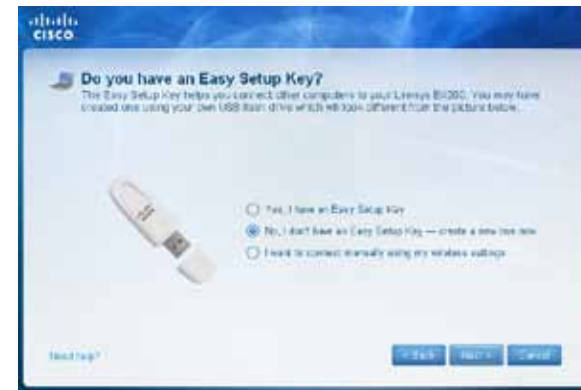 CISCO
Do you have an Easy Setup Key?
The Easy Setup Key helps you connect other computers to your Linksys You may have
created one using your own USB flash drive which will look different from the picture below.
Yes, I have an Easy Setup Key
No, I don't have an Easy Setup Key — create a new one now
I want to connect manually using my wireless settings
Need help?
< Back
Next >
Cancel